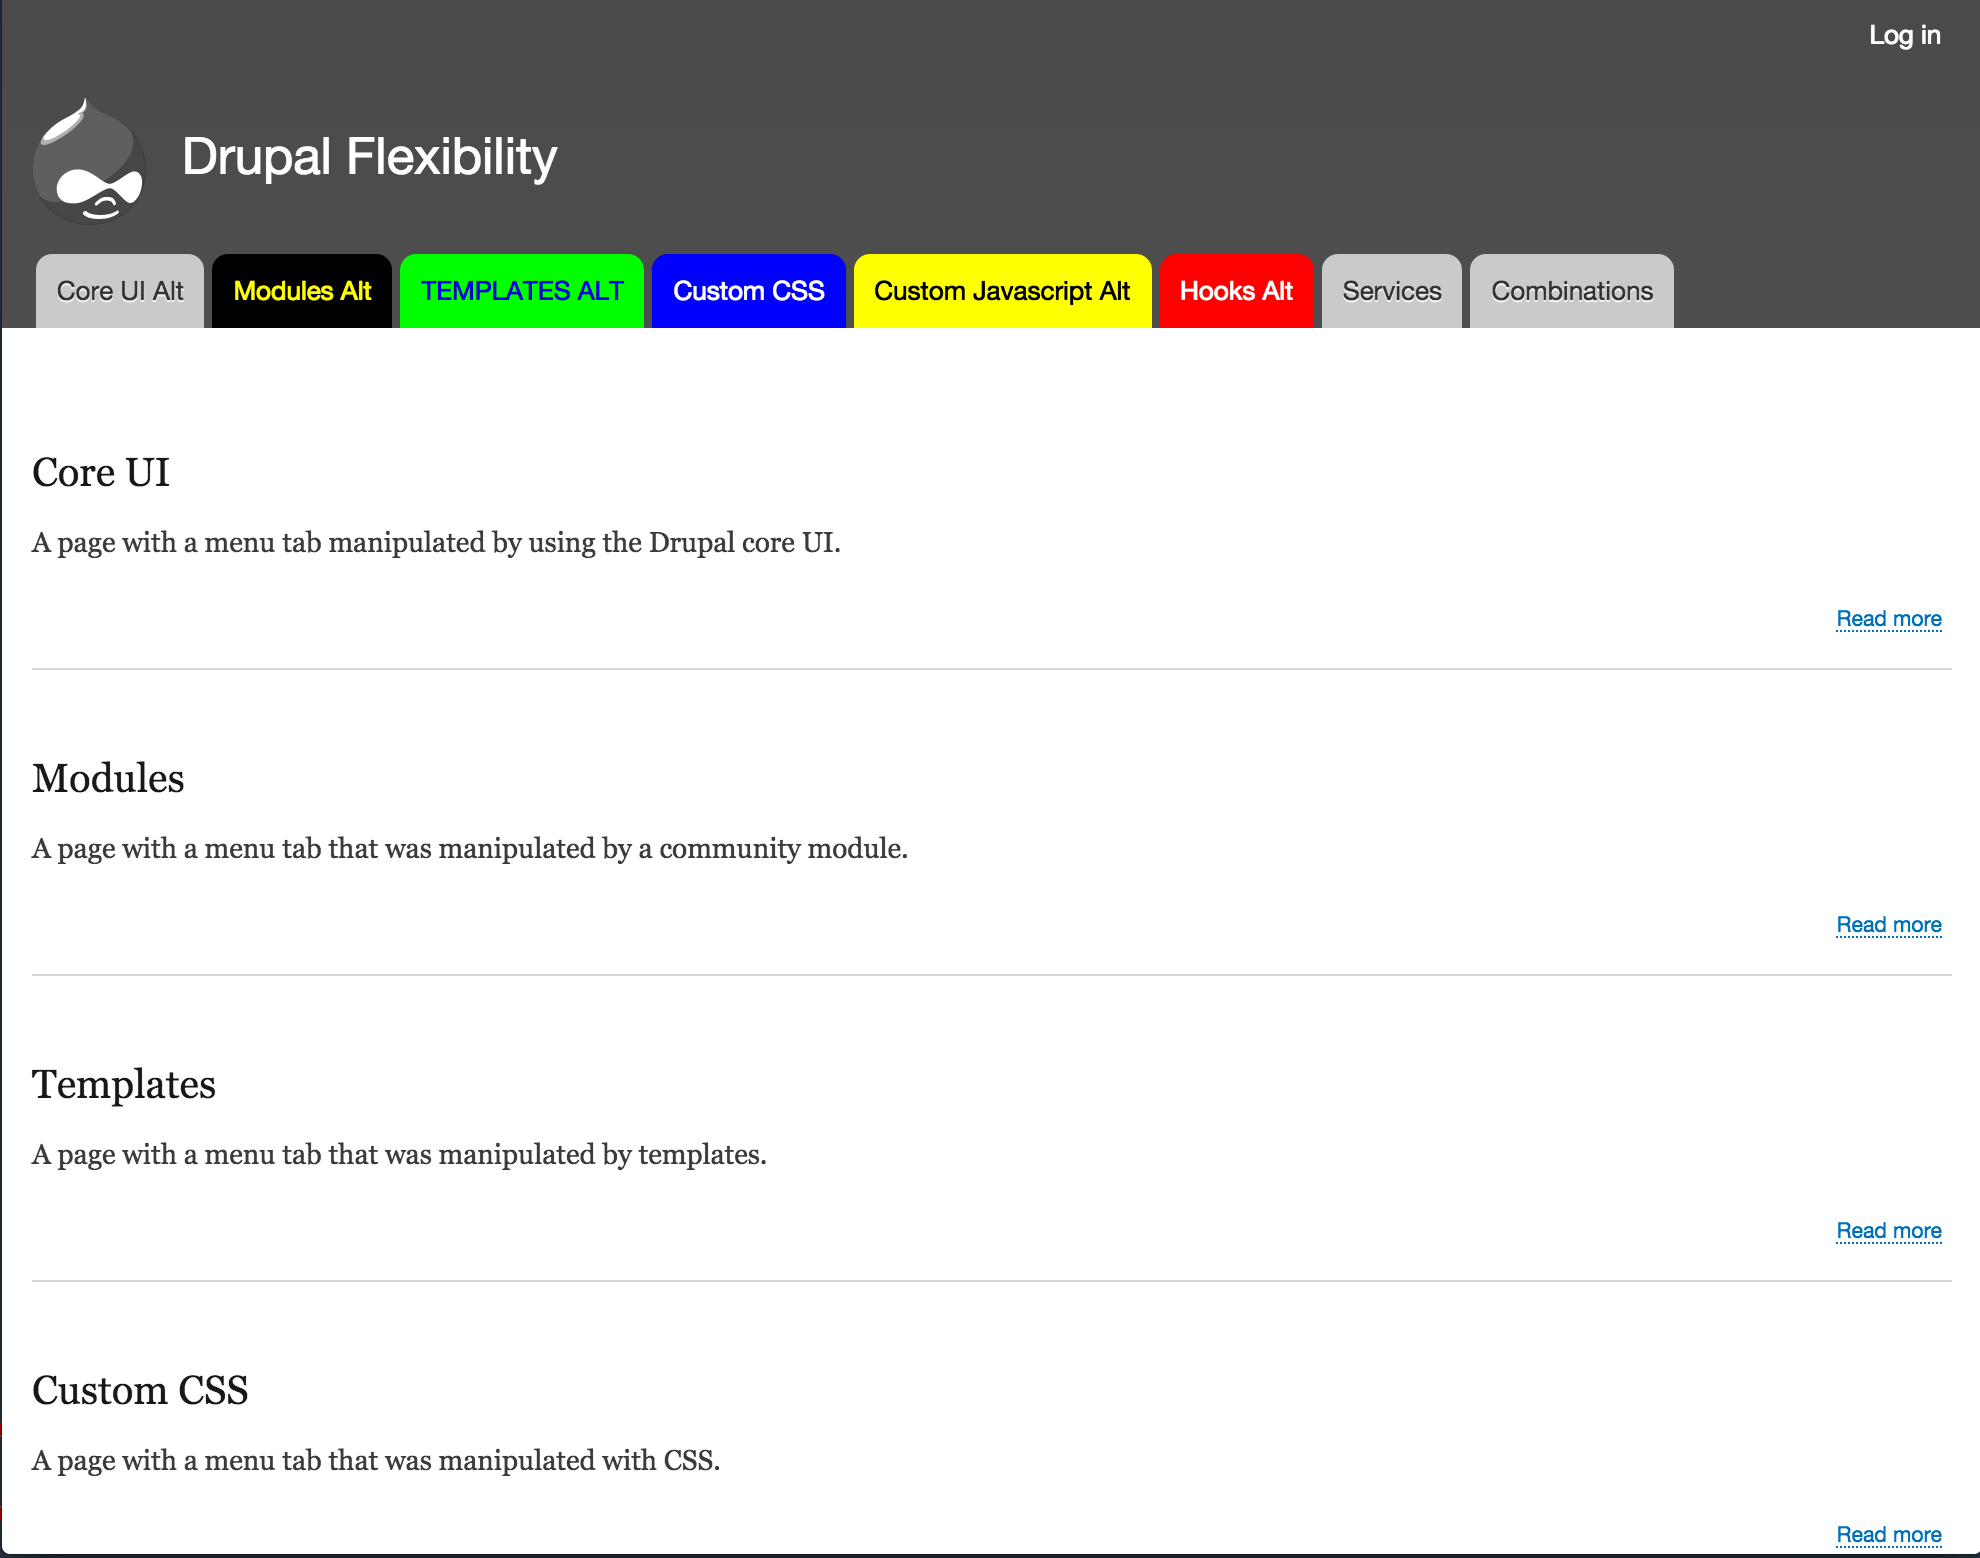 Log in
Drupal Flexibility
Core UI Alt
Modules Alt
TEMPLATES ALT
Custom CSS
Custom Javascript Alt
Hooks Alt
Services
Combinations
Core UI
A page with a menu tab manipulated by using the Drupal core UI.
Read more
Modules
A page with a menu tab that was manipulated by a community module.
Read more
Templates
A page with a menu tab that was manipulated by templates.
Read more
Custom CSS
A page with a menu tab that was manipulated with CSS.
Read more